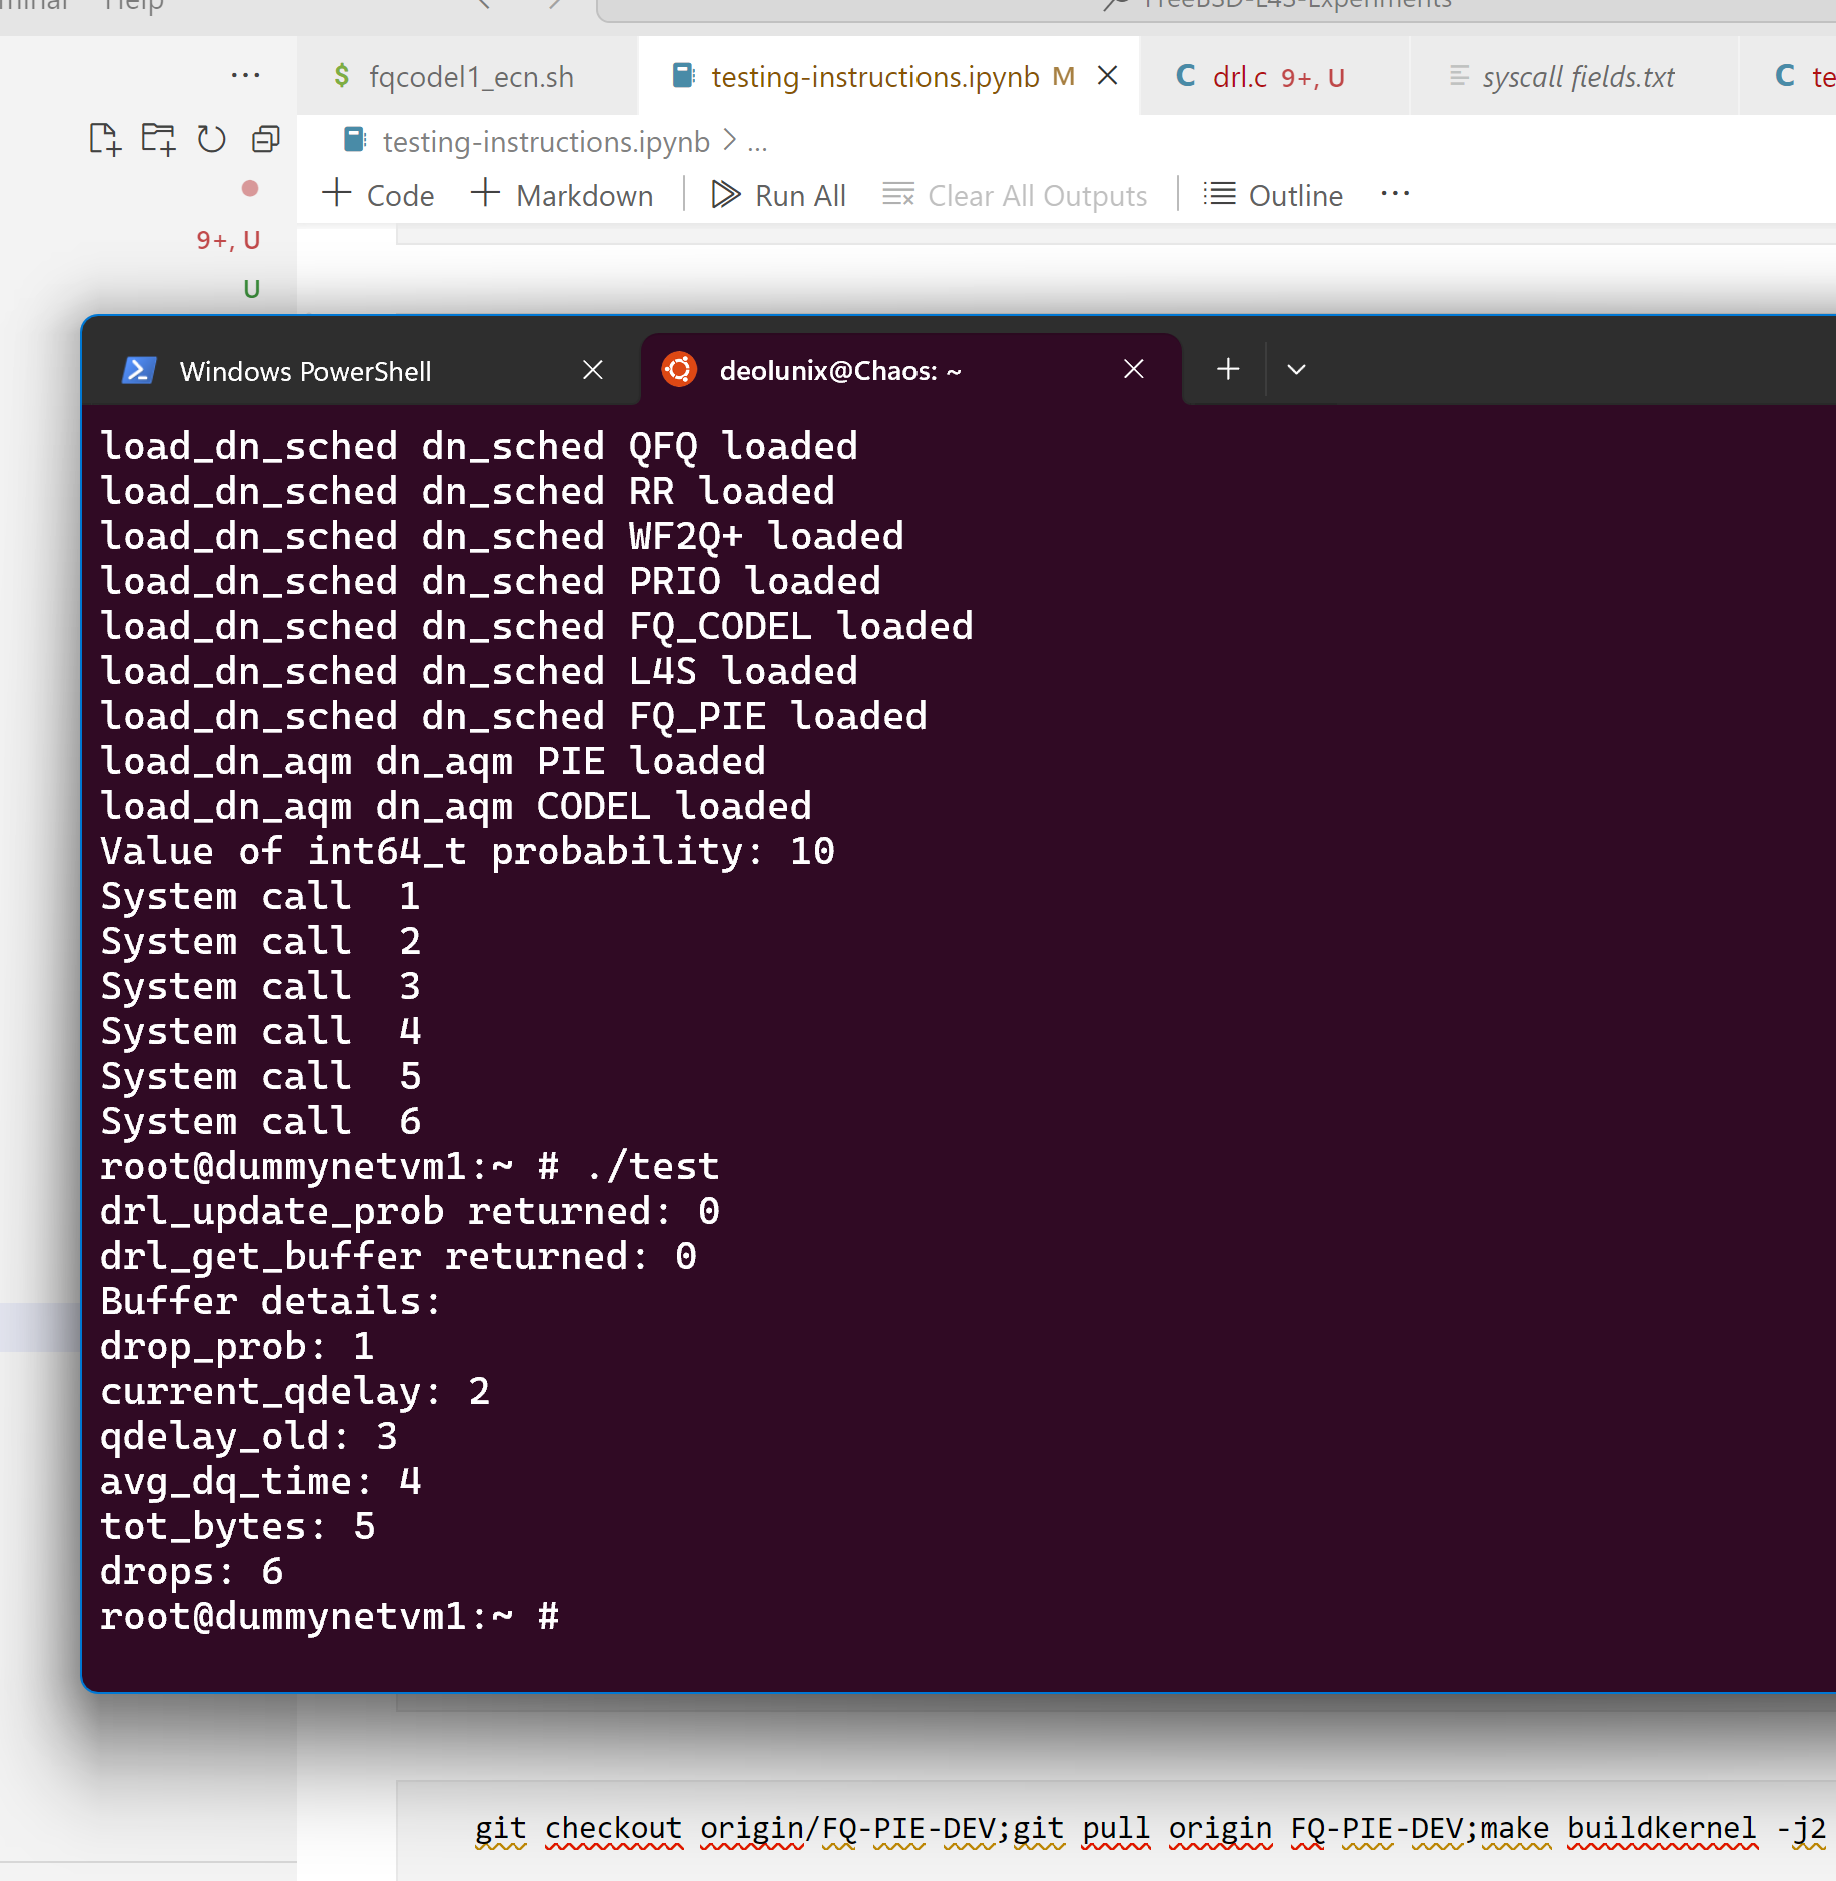 Help
FreeBSD-L4S-Experiments
fqcodel1_ecn.sh
testing-instructions.ipynb M
C drl.c 9+, U
syscall fields.txt
C te
testing-instructions.ipynb > ...
+ Code + Markdown Run All Clear All Outputs Outline ...
9+, U
U
Windows PowerShell
deolunix@Chaos: ~
load_dn_sched dn_sched QFQ loaded
load_dn_sched dn_sched RR loaded
load_dn_sched dn_sched WF2Q+ loaded
load_dn_sched dn_sched PRIO loaded
load_dn_sched dn_sched FQ_CODEL loaded
load_dn_sched dn_sched L4S loaded
load_dn_sched dn_sched FQ_PIE loaded
load_dn_aqm dn_aqm PIE loaded
load_dn_aqm dn_aqm CODEL loaded
Value of int64_t probability: 10
System call  1
System call  2
System call  3
System call  4
System call  5
System call  6
root@dummynetvm1:~ # ./test
drl_update_prob returned: 0
drl_get_buffer returned: 0
Buffer details:
drop_prob: 1
current_qdelay: 2
qdelay_old: 3
avg_dq_time: 4
tot_bytes: 5
drops: 6
root@dummynetvm1:~ #
git checkout origin/FQ-PIE-DEV;git pull origin FQ-PIE-DEV;make buildkernel -j2